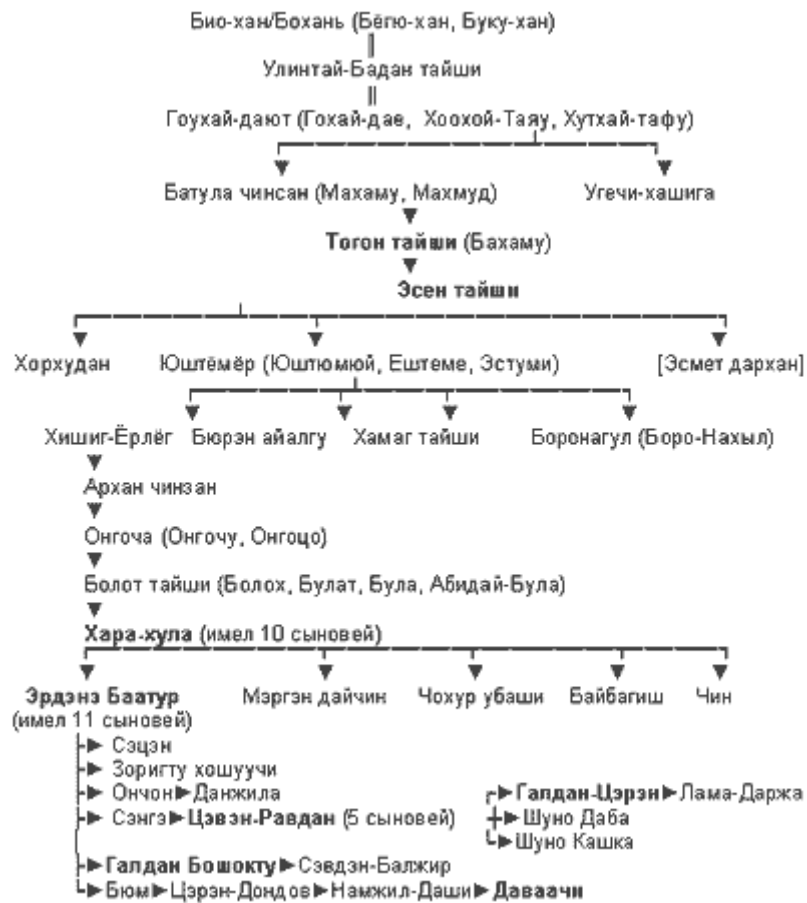 Био-хан/Бохань (Бёгю-хан, Буку-хан)
Улинтай-Бадан тайши
Гоухай-дают (Гохай-дае, Хоохой-Таяу, Хутхай-тафу)
Батула чинсан (Махаму, Махмуд) Угечи-хашига
Тогон тайши (Бахаму)
Эсен тайши
Хорхудан Юштёмёр (Юштюмюй, Ештеме, Эстуми) [Эсмет дархан]
Хишиг-Ёрлёг Бюрэн айалгу Хамаг тайши Боронагул (Боро-Нахыл)
Архан чинзан
Онгоча (Онгочу, Онгоцо)
Болот тайши (Болох, Булат, Була, Абидай-Була)
Хара-хула (имел 10 сыновей)
Эрдэнэ Баатур Мэргэн дайчин Чохур убаши Байбагиш Чин
(имел 11 сыновей)
Сэцэн
Зоригту хошуучи
Ончон Данжила Галдан-Цэрэн Лама-Даржа
Сэнгэ Цэвэн-Равдан (5 сыновей) Шуно Даба
Шуно Кашка
Галдан Бошокту Сэвдэн-Балжир
Бюм Цэрэн-Дондов Намжил-Даши Даваачи